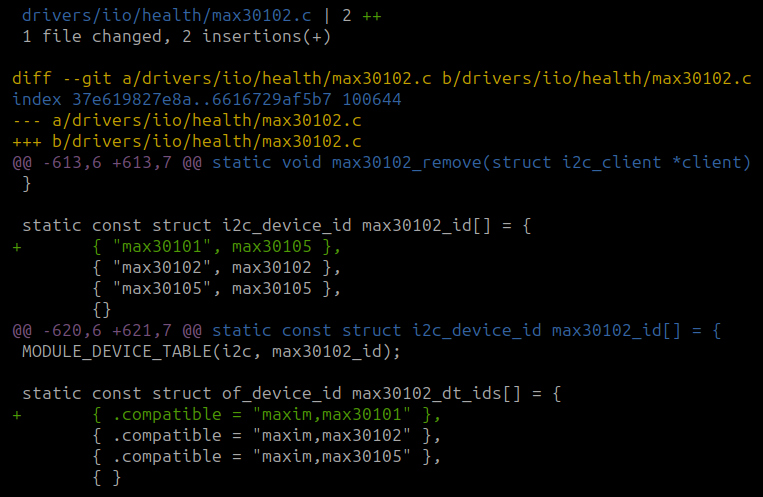 drivers/iio/health/max30102.c | 2 ++
1 file changed, 2 insertions(+)
diff --git a/drivers/iio/health/max30102.c b/drivers/iio/health/max30102.c
index 37e619827e8a..6616729af5b7 100644
--- a/drivers/iio/health/max30102.c
+++ b/drivers/iio/health/max30102.c
@@ -613,6 +613,7 @@ static void max30102_remove(struct i2c_client *client)
 }
 static const struct i2c_device_id max30102_id[] = {
+       { "max30101", max30105 },
        { "max30102", max30102 },
        { "max30105", max30105 },
        {}
@@ -620,6 +621,7 @@ static const struct i2c_device_id max30102_id[] = {
 MODULE_DEVICE_TABLE(i2c, max30102_id);
 static const struct of_device_id max30102_dt_ids[] = {
+       { .compatible = "maxim,max30101" },
        { .compatible = "maxim,max30102" },
        { .compatible = "maxim,max30105" },
        { }